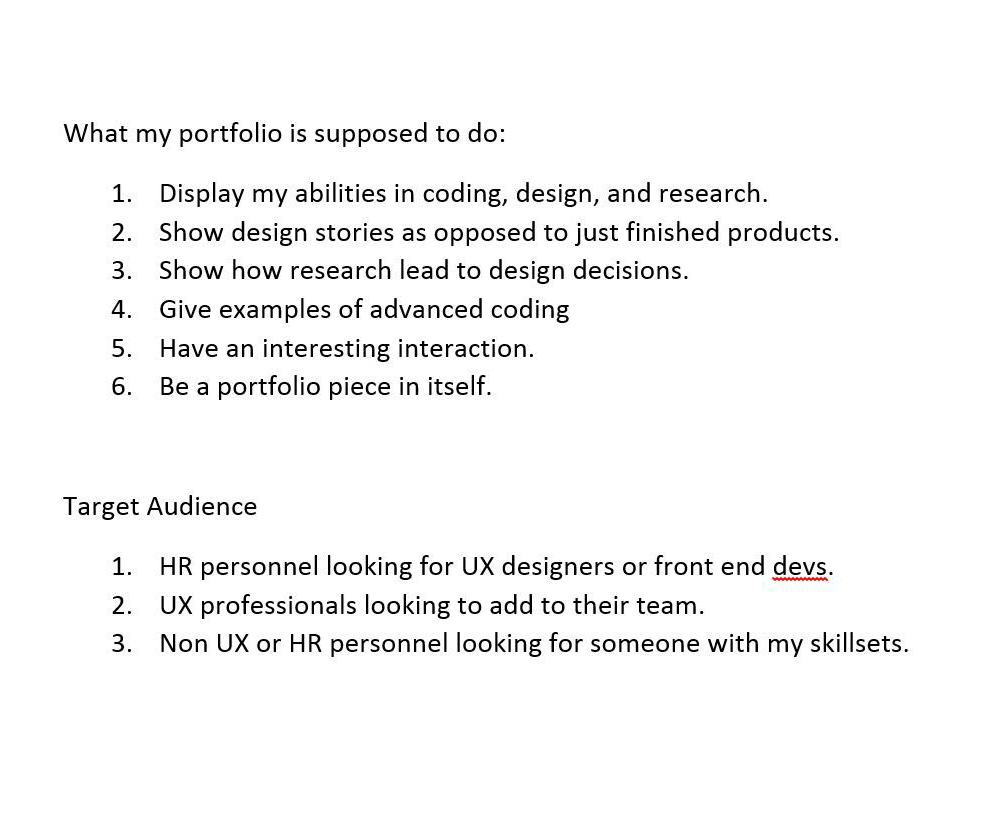 What my portfolio is supposed to do:
1. Display my abilities in coding, design, and research.
2. Show design stories as opposed to just finished products.
3. Show how research lead to design decisions.
4. Give examples of advanced coding
5. Have an interesting interaction.
6. Be a portfolio piece in itself.
Target Audience
1. HR personnel looking for UX designers or front end devs.
2. UX professionals looking to add to their team.
3. Non UX or HR personnel looking for someone with my skillsets.